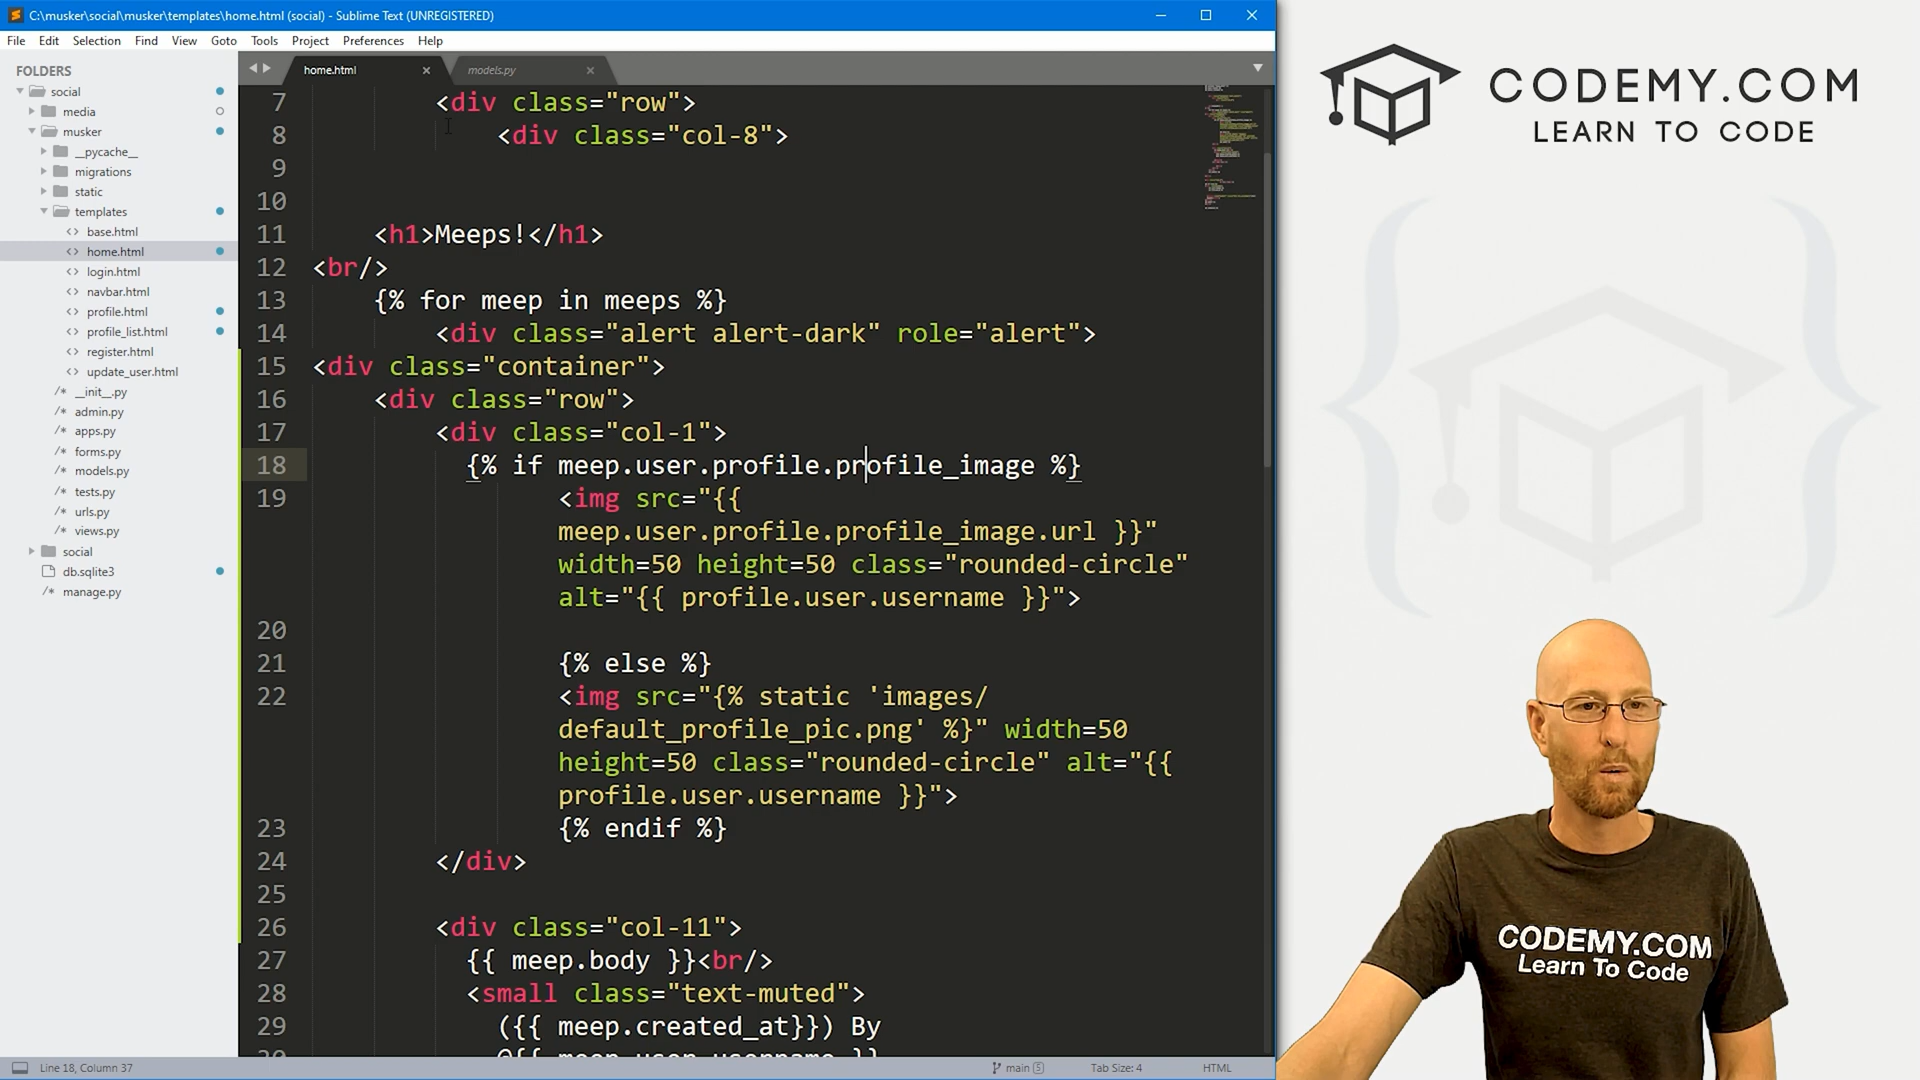 C:\musker\social\musker\templates\home.html (social) - Sublime Text (UNREGISTERED)
File Edit Selection Find View Goto Tools Project Preferences Help
FOLDERS
social
media
musker
__pycache__
migrations
static
templates
base.html
home.html
login.html
navbar.html
profile.html
profile_list.html
register.html
update_user.html
__init__.py
admin.py
apps.py
forms.py
models.py
tests.py
urls.py
views.py
social
db.sqlite3
manage.py
home.html
models.py
7 <div class="row">
8 <div class="col-8">
9
10
11 <h1>Meeps!</h1>
12 <br/>
13 {% for meep in meeps %}
14 <div class="alert alert-dark" role="alert">
15 <div class="container">
16 <div class="row">
17 <div class="col-1">
18 {% if meep.user.profile.profile_image %}
19 <img src="{{
meep.user.profile.profile_image.url }}"
width=50 height=50 class="rounded-circle"
alt="{{ profile.user.username }}">
20
21 {% else %}
22 <img src="{% static 'images/
default_profile_pic.png' %}" width=50
height=50 class="rounded-circle" alt="{{
profile.user.username }}">
23 {% endif %}
24 </div>
25
26 <div class="col-11">
27 {{ meep.body }}<br/>
28 <small class="text-muted">
29 ({{ meep.created_at}}) By
30 @{{ meep.user.username }}
Line 18, Column 37
main
Tab Size: 4
HTML
CODEMY.COM
LEARN TO CODE
CODEMY.COM
Learn To Code